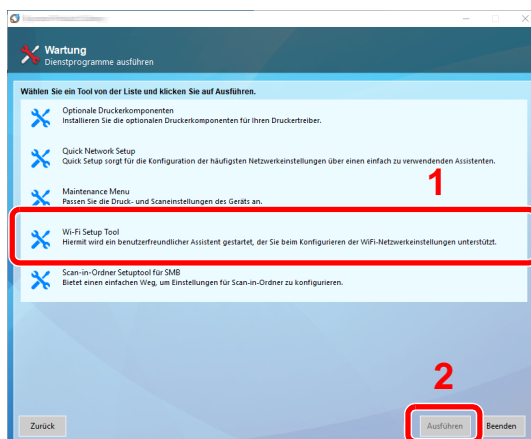 Wartung
Dienstprogramme ausführen
Wählen Sie ein Tool von der Liste und klicken Sie auf Ausführen.
Optionale Druckerkomponenten
Installieren Sie die optionalen Druckerkomponenten für Ihren Druckertreiber.
Quick Network Setup
Quick Setup sorgt für die Konfiguration der häufigsten Netzwerkeinstellungen über einen einfach zu verwendenden Assistenten.
1
Maintenance Menu
Passen Sie die Druck- und Scaneinstellungen des Geräts an.
Wi-Fi Setup Tool
Hiermit wird ein benutzerfreundlicher Assistent gestartet, der Sie beim Konfigurieren der WiFi-Netzwerkeinstellungen unterstützt.
Scan-in-Ordner Setuptool für SMB
Bietet einen einfachen Weg, um Einstellungen für Scan-in-Ordner zu konfigurieren.
2
Zurück Ausführen Beenden